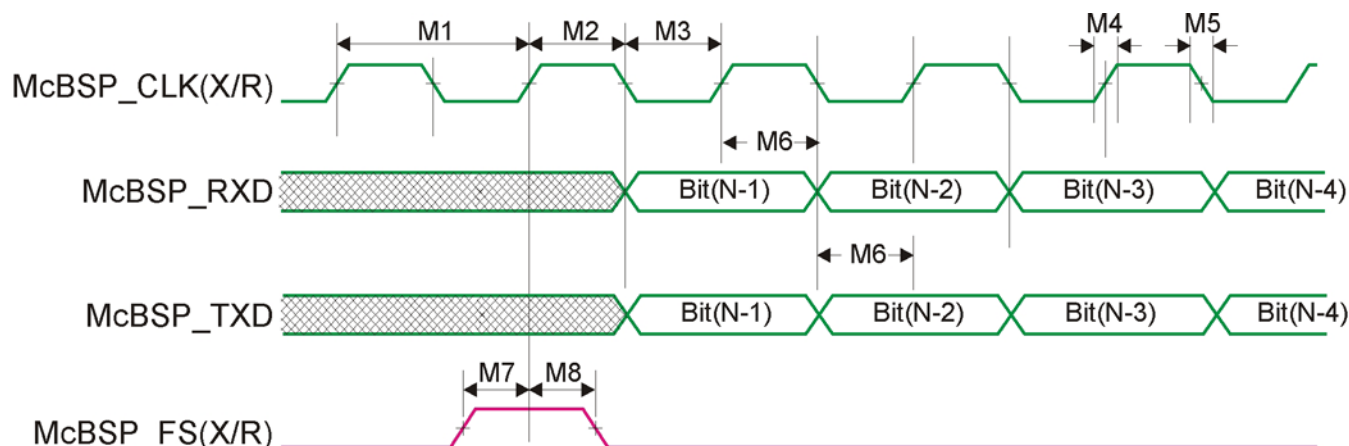 M1 M2 M3 M4 M5
McBSP_CLK(X/R)
M6
McBSP_RXD Bit(N-1) Bit(N-2) Bit(N-3) Bit(N-4)
M6
McBSP_TXD Bit(N-1) Bit(N-2) Bit(N-3) Bit(N-4)
M7 M8
McBSP_FS(X/R)